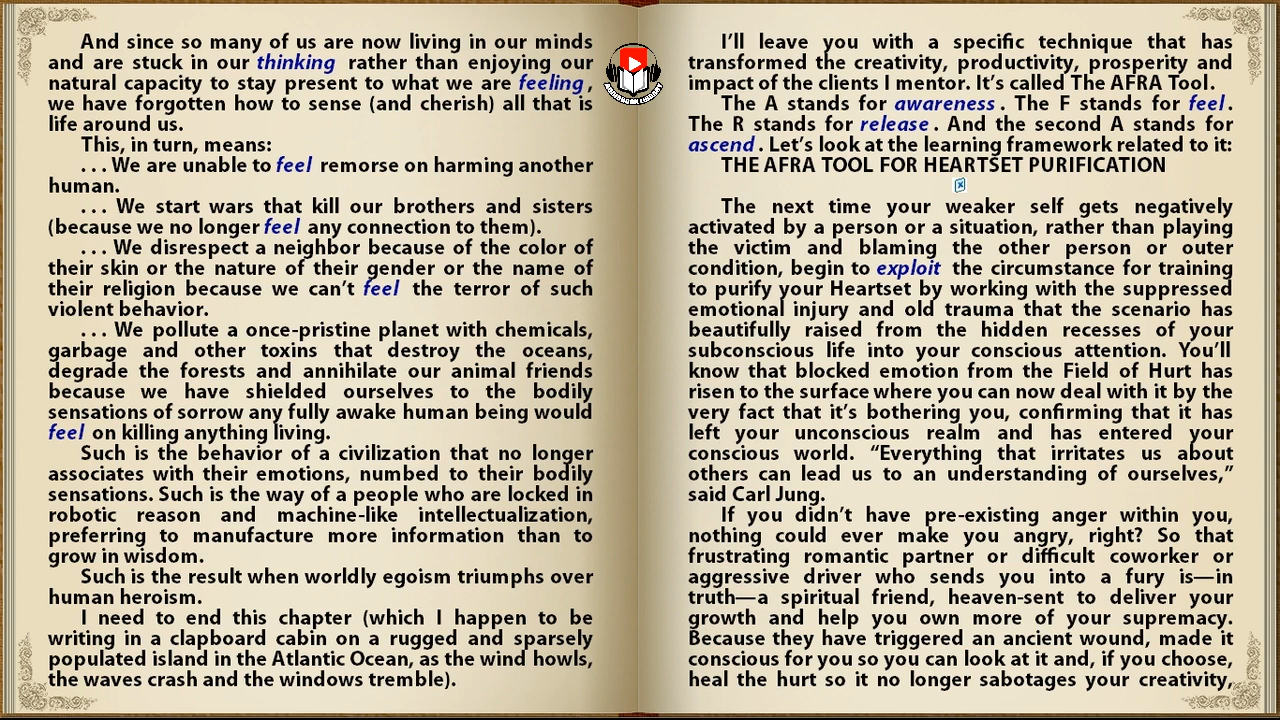 And since so many of us are now living in our minds
and are stuck in our thinking rather than enjoying our
natural capacity to stay present to what we are feeling ,
we have forgotten how to sense (and cherish) all that is
life around us.
This, in turn, means:
. . . We are unable to feel remorse on harming another
human.
. . . We start wars that kill our brothers and sisters
(because we no longer feel any connection to them).
. . . We disrespect a neighbor because of the color of
their skin or the nature of their gender or the name of
their religion because we can’t feel the terror of such
violent behavior.
. . . We pollute a once-pristine planet with chemicals,
garbage and other toxins that destroy the oceans,
degrade the forests and annihilate our animal friends
because we have shielded ourselves to the bodily
sensations of sorrow any fully awake human being would
feel on killing anything living.
Such is the behavior of a civilization that no longer
associates with their emotions, numbed to their bodily
sensations. Such is the way of a people who are locked in
robotic reason and machine-like intellectualization,
preferring to manufacture more information than to
grow in wisdom.
Such is the result when worldly egoism triumphs over
human heroism.
I need to end this chapter (which I happen to be
writing in a clapboard cabin on a rugged and sparsely
populated island in the Atlantic Ocean, as the wind howls,
the waves crash and the windows tremble).
I’ll leave you with a specific technique that has
transformed the creativity, productivity, prosperity and
impact of the clients I mentor. It’s called The AFRA Tool.
The A stands for awareness . The F stands for feel .
The R stands for release . And the second A stands for
ascend . Let’s look at the learning framework related to it:
THE AFRA TOOL FOR HEARTSET PURIFICATION
The next time your weaker self gets negatively
activated by a person or a situation, rather than playing
the victim and blaming the other person or outer
condition, begin to exploit the circumstance for training
to purify your Heartset by working with the suppressed
emotional injury and old trauma that the scenario has
beautifully raised from the hidden recesses of your
subconscious life into your conscious attention. You’ll
know that blocked emotion from the Field of Hurt has
risen to the surface where you can now deal with it by the
very fact that it’s bothering you, confirming that it has
left your unconscious realm and has entered your
conscious world. “Everything that irritates us about
others can lead us to an understanding of ourselves,”
said Carl Jung.
If you didn’t have pre-existing anger within you,
nothing could ever make you angry, right? So that
frustrating romantic partner or difficult coworker or
aggressive driver who sends you into a fury is—in
truth—a spiritual friend, heaven-sent to deliver your
growth and help you own more of your supremacy.
Because they have triggered an ancient wound, made it
conscious for you so you can look at it and, if you choose,
heal the hurt so it no longer sabotages your creativity,